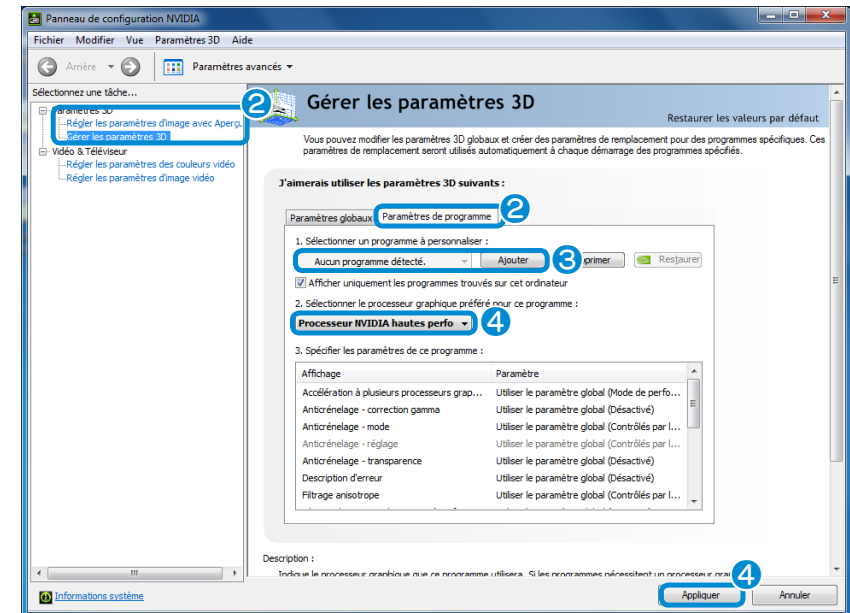 Panneau de configuration NVIDIA
Fichier Modifier Vue Paramètres 3D Aide
Arrière Paramètres avancés
Sélectionnez une tâche...
2
Paramètres 3D
Régler les paramètres d'image avec Aperçu
Gérer les paramètres 3D
Vidéo & Téléviseur
Régler les paramètres des couleurs vidéo
Régler les paramètres d'image vidéo
Gérer les paramètres 3D
Restaurer les valeurs par défaut
Vous pouvez modifier les paramètres 3D globaux et créer des paramètres de remplacement pour des programmes spécifiques. Ces
paramètres de remplacement seront utilisés automatiquement à chaque démarrage des programmes spécifiés.
J'aimerais utiliser les paramètres 3D suivants :
Paramètres globaux Paramètres de programme 2
1. Sélectionner un programme à personnaliser :
Aucun programme détecté. Ajouter 3 primer Restaurer
Afficher uniquement les programmes trouvés sur cet ordinateur
2. Sélectionner le processeur graphique préféré pour ce programme :
Processeur NVIDIA hautes perfo 4
3. Spécifier les paramètres de ce programme :
Affichage Paramètre
Accélération à plusieurs processeurs grap... Utiliser le paramètre global (Mode de perfo...
Anticrénelage - correction gamma Utiliser le paramètre global (Désactivé)
Anticrénelage - mode Utiliser le paramètre global (Contrôlés par l...
Anticrénelage - réglage Utiliser le paramètre global (Contrôlés par l...
Anticrénelage - transparence Utiliser le paramètre global (Désactivé)
Description d'erreur Utiliser le paramètre global (Désactivé)
Filtrage anisotrope Utiliser le paramètre global (Contrôlés par l...
Description :
Indique le processeur graphique que ce programme utilisera. Si les programmes nécessitent un processeur
4
Informations système
Appliquer Annuler